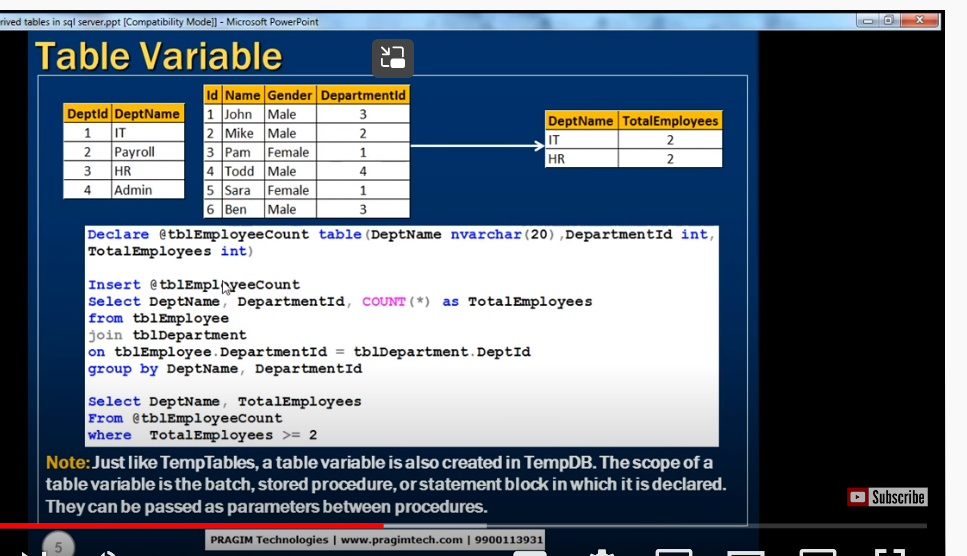 rived tables in sql server.ppt [Compatibility Mode]] - Microsoft PowerPoint
Table Variable
DeptId DeptName
1 IT
2 Payroll
3 HR
4 Admin
Id Name Gender DepartmentId
1 John Male 3
2 Mike Male 2
3 Pam Female 1
4 Todd Male 4
5 Sara Female 1
6 Ben Male 3
DeptName TotalEmployees
IT 2
HR 2
Declare @tblEmployeeCount table(DeptName nvarchar(20),DepartmentId int,
TotalEmployees int)
Insert @tblEmployeeCount
Select DeptName, DepartmentId, COUNT(*) as TotalEmployees
from tblEmployee
join tblDepartment
on tblEmployee.DepartmentId = tblDepartment.DeptId
group by DeptName, DepartmentId
Select DeptName, TotalEmployees
From @tblEmployeeCount
where TotalEmployees >= 2
Note: Just like TempTables, a table variable is also created in TempDB. The scope of a
table variable is the batch, stored procedure, or statement block in which it is declared.
They can be passed as parameters between procedures.
Subscribe
5
PRAGIM Technologies | www.pragimtech.com | 9900113931